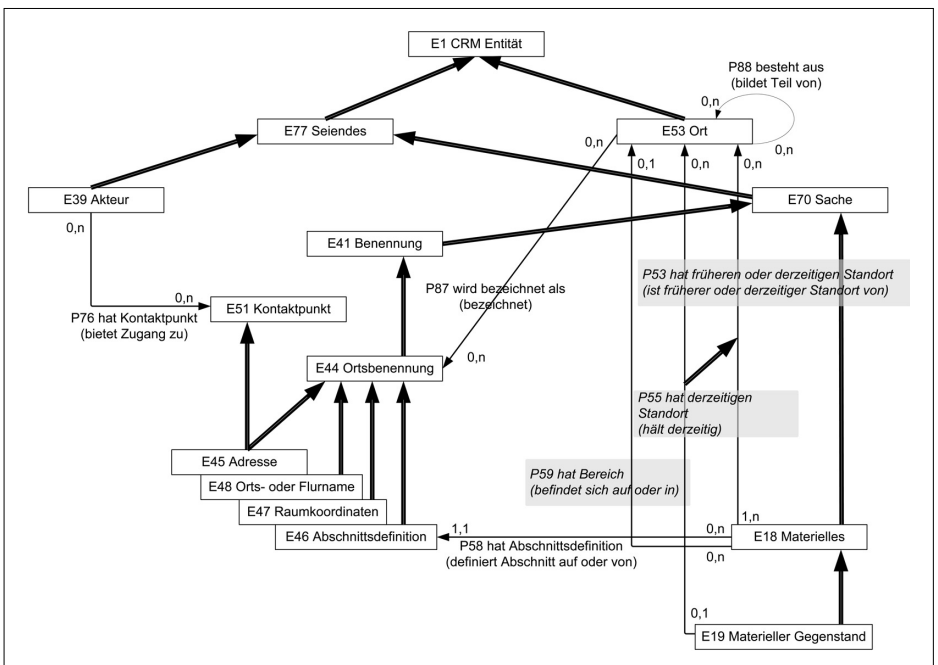 E1 CRM Entität
P88 besteht aus
(bildet Teil von)
0,n
E77 Seiendes
E53 Ort
0,n
0,n
0,1
0,n
0,n
E39 Akteur
E70 Sache
0,n
E41 Benennung
P53 hat früheren oder derzeitigen Standort
(ist früherer oder derzeitiger Standort von)
P87 wird bezeichnet als
(bezeichnet)
0,n
E51 Kontaktpunkt
P76 hat Kontaktpunkt
(bietet Zugang zu)
0,n
E44 Ortsbenennung
P55 hat derzeitigen
Standort
(hält derzeitig)
E45 Adresse
P59 hat Bereich
(befindet sich auf oder in)
E48 Orts- oder Flurname
E47 Raumkoordinaten
1,n
E46 Abschnittsdefinition
1,1
0,n
E18 Materielles
P58 hat Abschnittsdefinition
(definiert Abschnitt auf oder von)
0,n
0,1
E19 Materieller Gegenstand